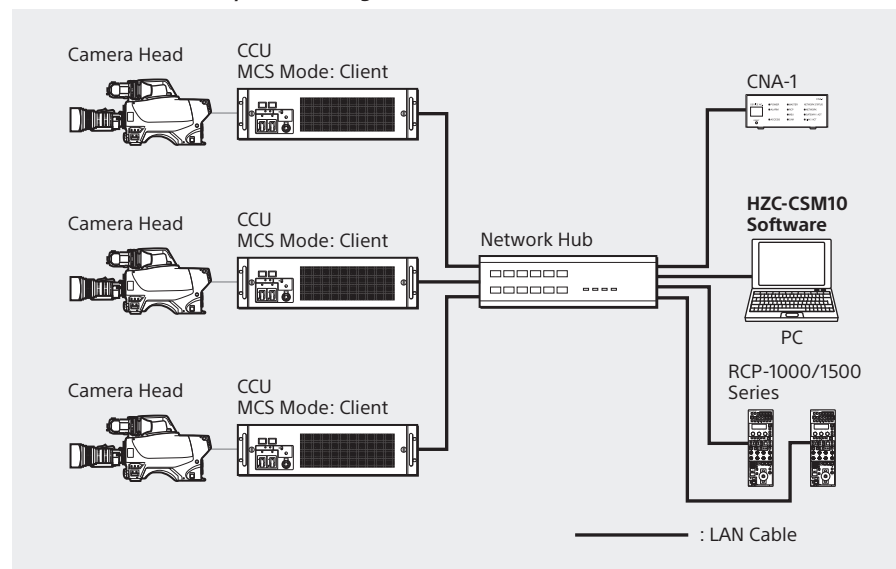 Camera Head
CCU
MCS Mode: Client
CNA-1
Camera Head
CCU
MCS Mode: Client
Network Hub
HZC-CSM10
Software
PC
Camera Head
CCU
MCS Mode: Client
RCP-1000/1500
Series
: LAN Cable